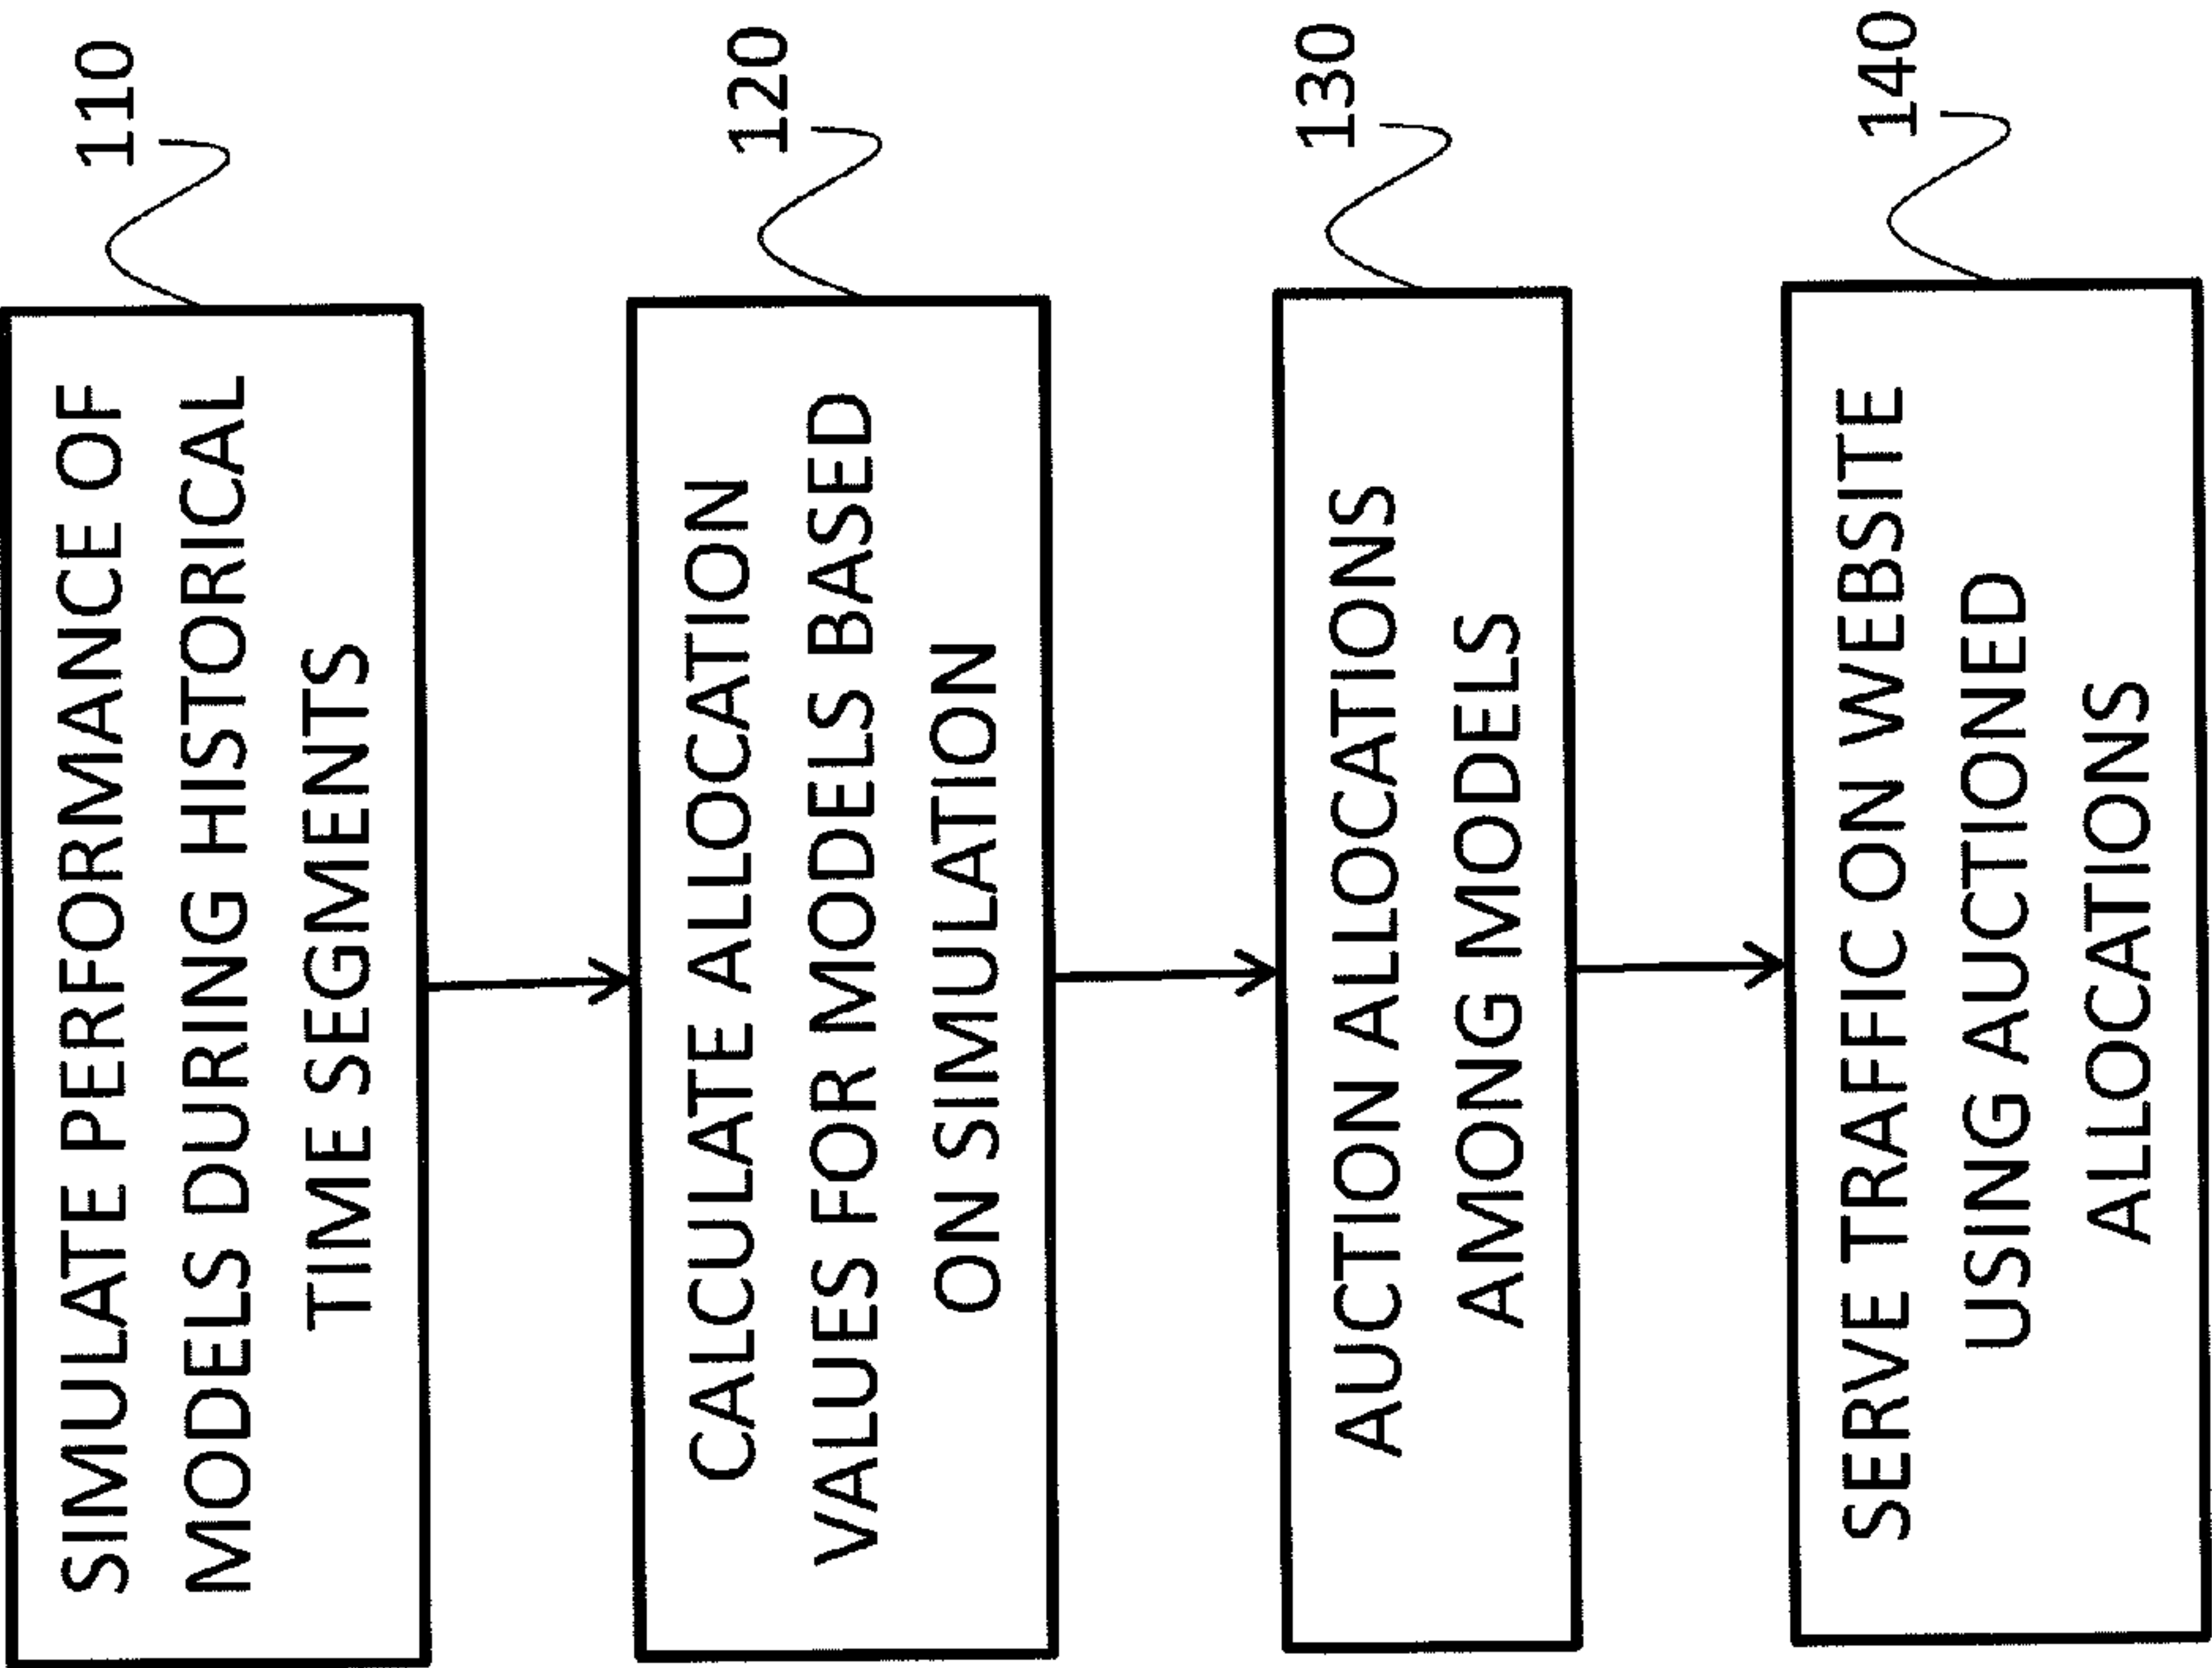 110
SIMULATE PERFORMANCE OF
MODELS DURING HISTORICAL
TIME SEGMENTS
120
CALCULATE ALLOCATION
VALUES FOR MODELS BASED
ON SIMULATION
130
AUCTION ALLOCATIONS
AMONG MODELS
140
SERVE TRAFFIC ON WEBSITE
USING AUCTIONED
ALLOCATIONS